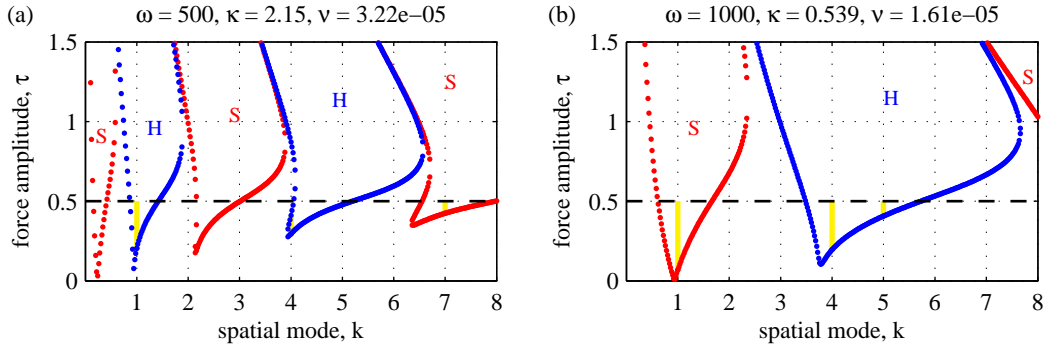 (a) ω = 500, κ = 2.15, ν = 3.22e−05
force amplitude, τ
1.5
1
0.5
0
S
H
S
H
S
1 2 3 4 5 6 7 8
spatial mode, k
(b) ω = 1000, κ = 0.539, ν = 1.61e−05
force amplitude, τ
1.5
1
0.5
0
S
H
S
1 2 3 4 5 6 7 8
spatial mode, k